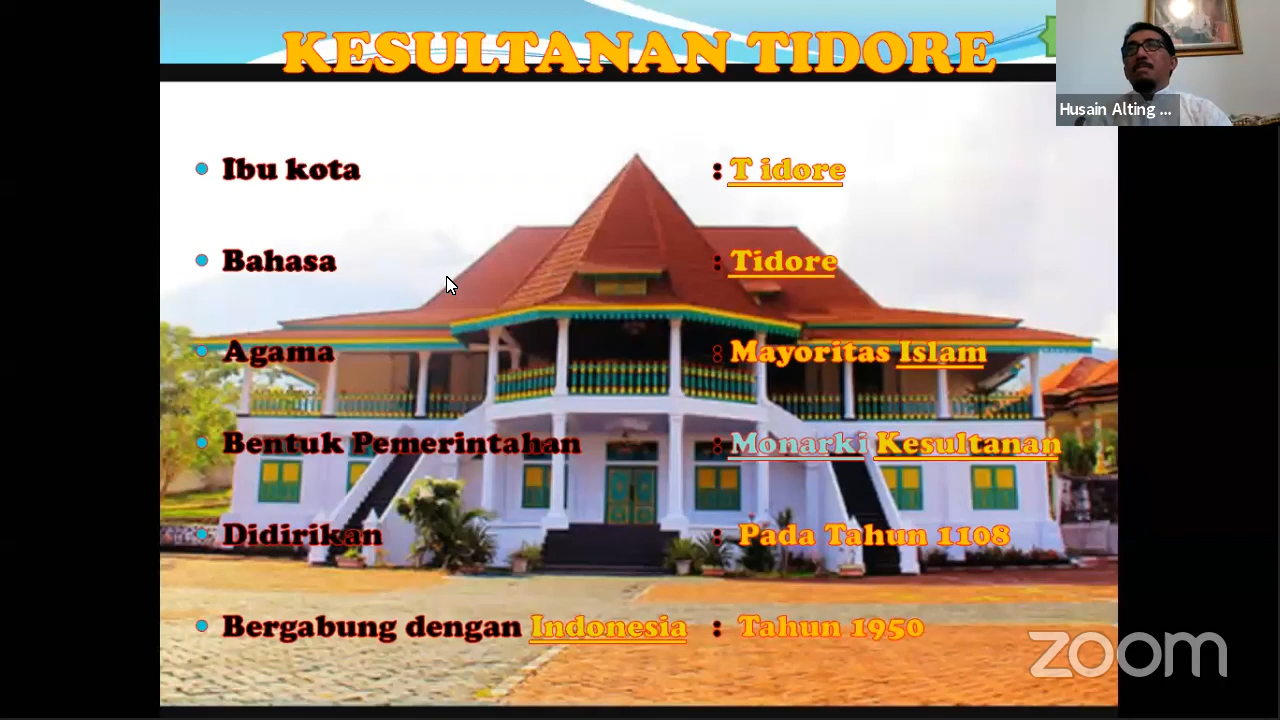 KESULTANAN TIDORE
Husain Alting ...
• Ibu kota : T idore
• Bahasa : Tidore
• Agama : Mayoritas Islam
• Bentuk Pemerintahan : Monarki Kesultanan
• Didirikan : Pada Tahun 1108
• Bergabung dengan Indonesia : Tahun 1950
zoom